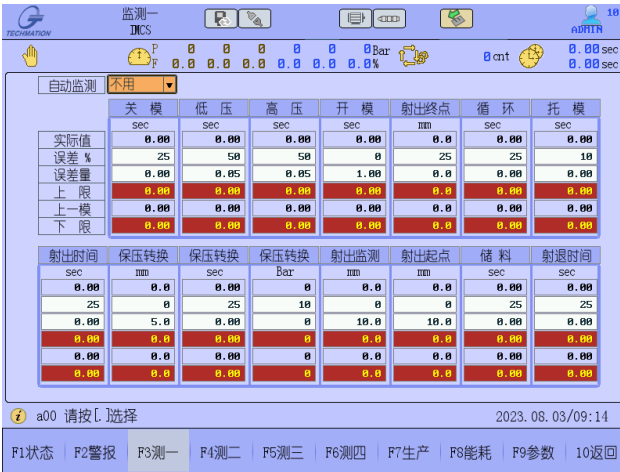 TECHMATION 监测一 IMCS ADMIN 10
P 0 0 0 0 0 0Bar 0cnt 0.00sec
F 0.0 0.0 0.0 0.0 0.0 0.0% 0.00sec
自动监测 不用
关 模 低 压 高 压 开 模 射出终点 循 环 托 模
sec sec sec sec mm sec sec
实际值 0.00 0.00 0.00 0.00 0.0 0.00 0.00
误差 % 25 50 50 0 25 25 10
误差量 0.00 0.05 0.05 1.00 0.0 0.00 0.00
上 限 0.00 0.00 0.00 0.00 0.0 0.00 0.00
上一模 0.00 0.00 0.00 0.00 0.0 0.00 0.00
下 限 0.00 0.00 0.00 0.00 0.0 0.00 0.00
射出时间 保压转换 保压转换 保压转换 射出监测 射出起点 储 料 射退时间
sec mm sec Bar mm mm sec sec
0.00 0.0 0.00 0 0.0 0.0 0.00 0.00
25 0 25 10 0 0 25 25
0.00 5.0 0.00 0 10.0 10.0 0.00 0.00
0.00 0.0 0.00 0 0.0 0.0 0.00 0.00
0.00 0.0 0.00 0 0.0 0.0 0.00 0.00
0.00 0.0 0.00 0 0.0 0.0 0.00 0.00
a00 请按[.]选择 2023.08.03/09:14
F1状态 F2警报 F3测一 F4测二 F5测三 F6测四 F7生产 F8能耗 F9参数 10返回